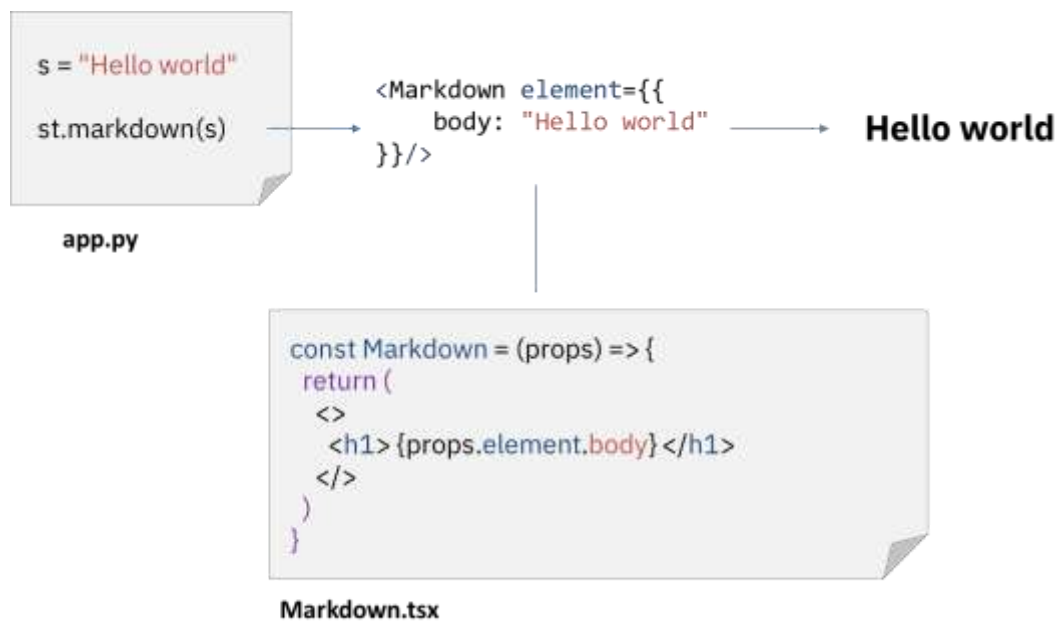 s = "Hello world"
st.markdown(s)
app.py
<Markdown element={{
body: "Hello world"
}}/>
Hello world
const Markdown = (props) => {
return (
<>
<h1> {props.element.body} </h1>
</>
)
}
Markdown.tsx